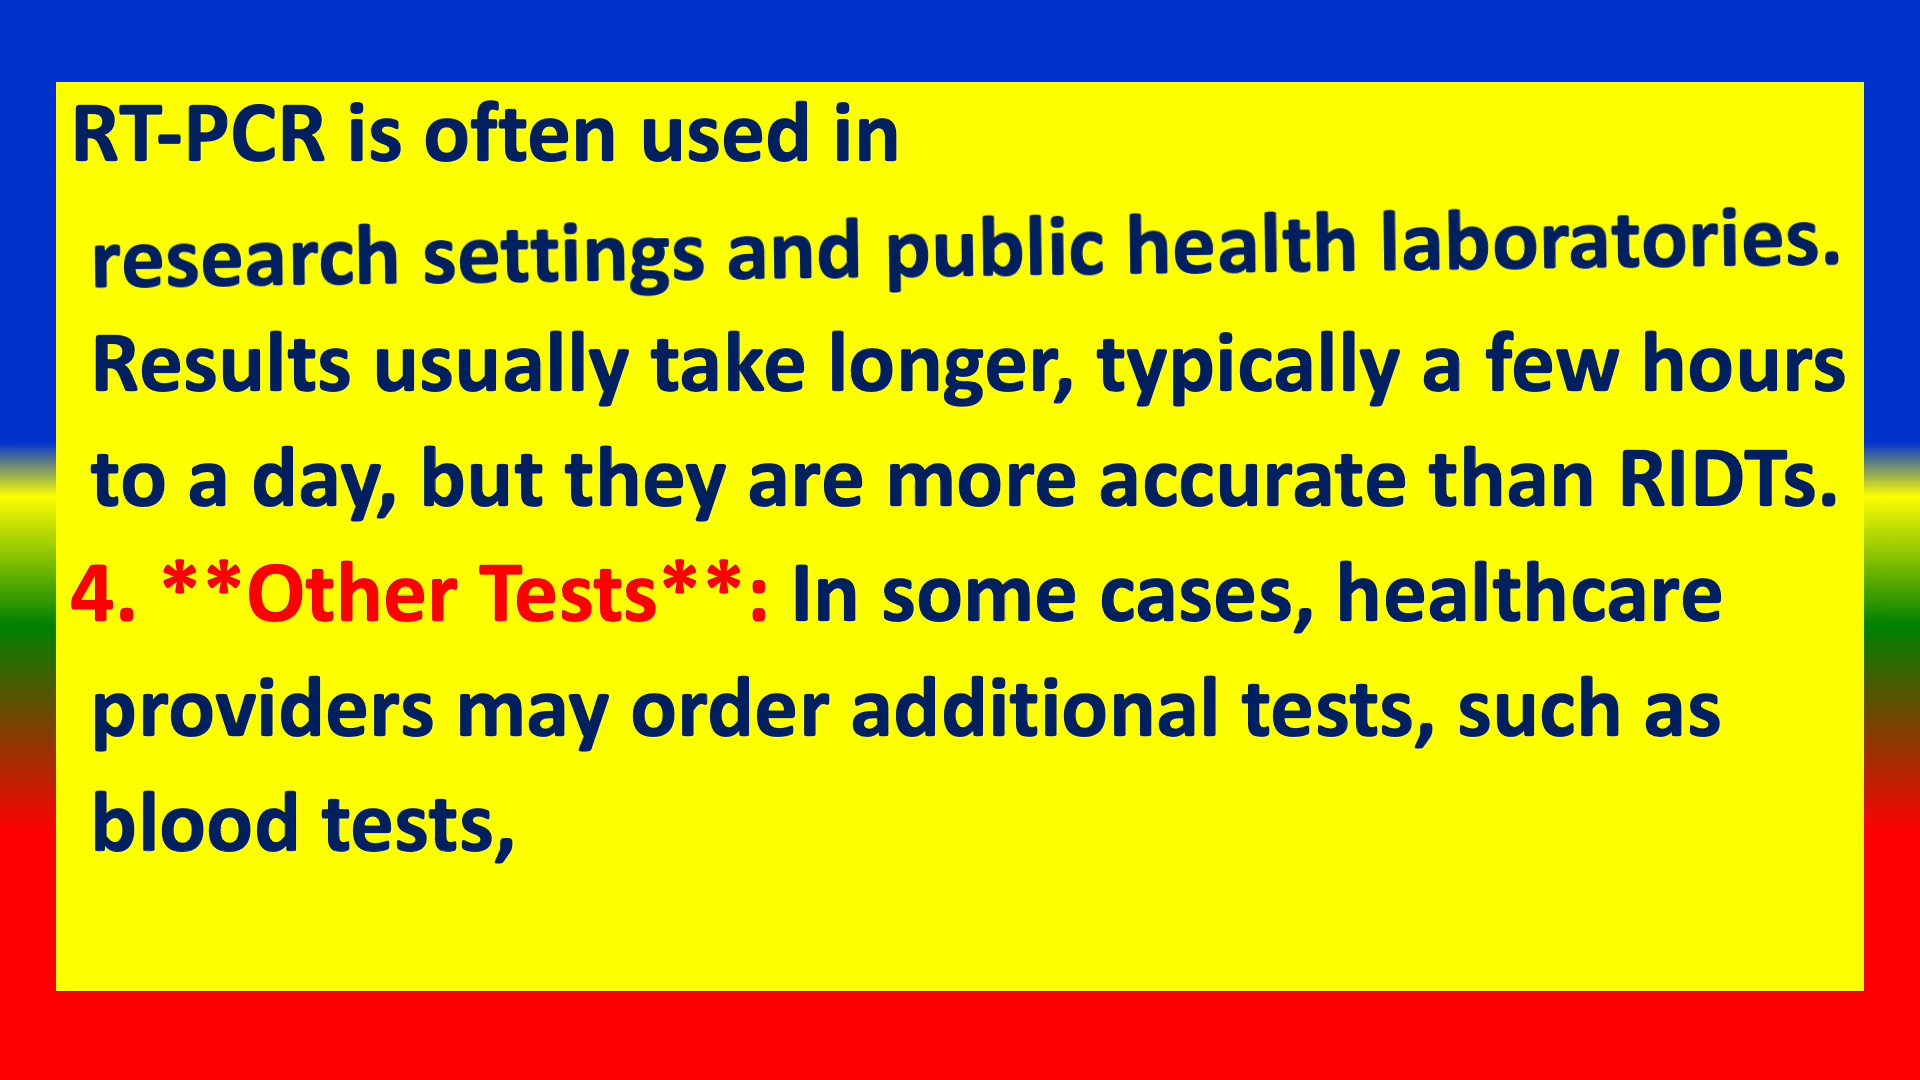 RT-PCR is often used in
research settings and public health laboratories.
Results usually take longer, typically a few hours
to a day, but they are more accurate than RIDTs.
4. **Other Tests**: In some cases, healthcare
providers may order additional tests, such as
blood tests,